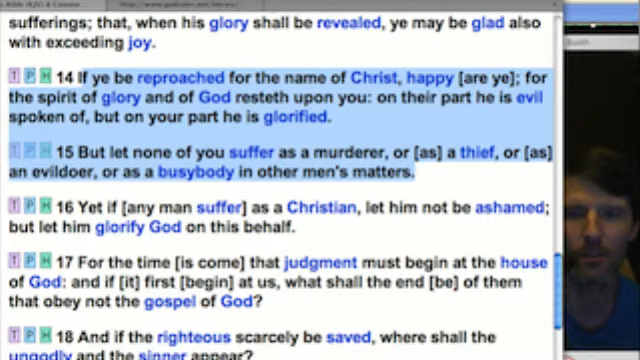 sufferings; that, when his glory shall be revealed, ye may be glad also
with exceeding joy.
T P H 14 If ye be reproached for the name of Christ, happy [are ye]; for
the spirit of glory and of God resteth upon you: on their part he is evil
spoken of, but on your part he is glorified.
T P H 15 But let none of you suffer as a murderer, or [as] a thief, or [as]
an evildoer, or as a busybody in other men's matters.
T P H 16 Yet if [any man suffer] as a Christian, let him not be ashamed;
but let him glorify God on this behalf.
T P H 17 For the time [is come] that judgment must begin at the house
of God: and if [it] first [begin] at us, what shall the end [be] of them
that obey not the gospel of God?
T P H 18 And if the righteous scarcely be saved, where shall the
ungodly and the sinner appear?